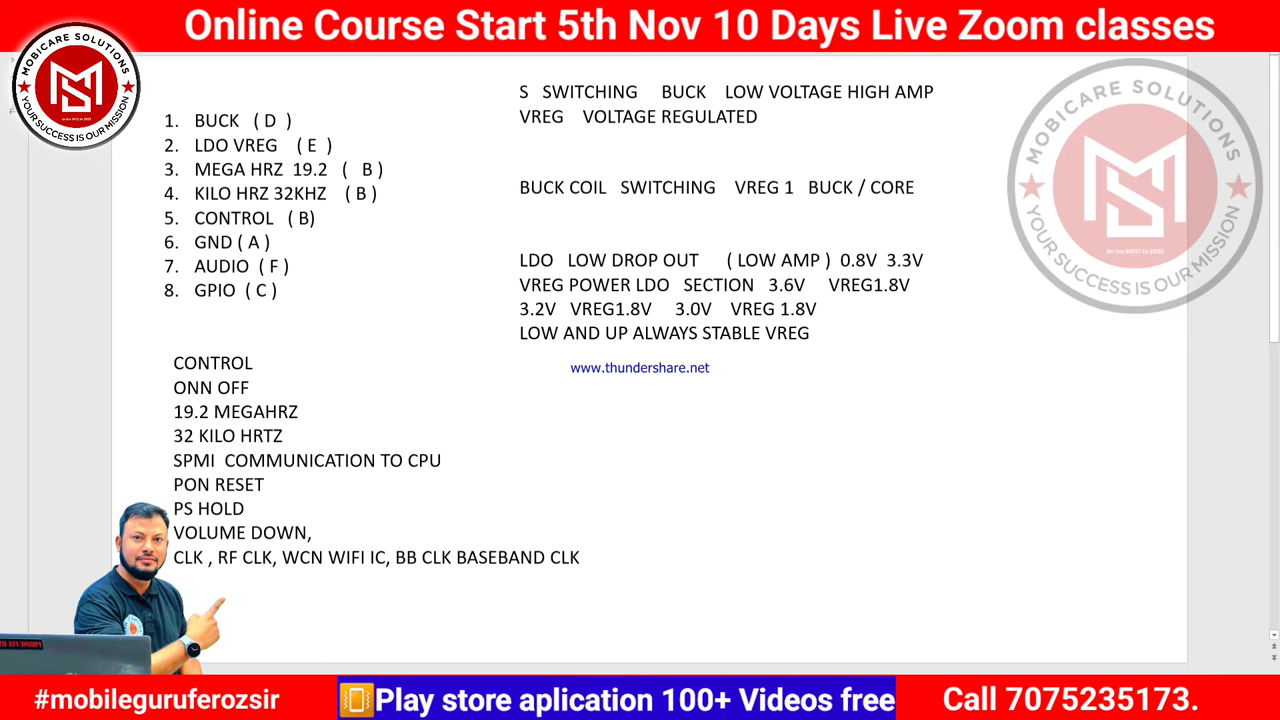 Online Course Start 5th Nov 10 Days Live Zoom classes
MOBICARE SOLUTIONS
YOUR SUCCESS IS OUR MISSION
MOBICARE SOLUTIONS
YOUR SUCCESS IS OUR MISSION
1. BUCK ( D )
2. LDO VREG ( E )
3. MEGA HRZ 19.2 ( B )
4. KILO HRZ 32KHZ ( B )
5. CONTROL ( B)
6. GND ( A )
7. AUDIO ( F )
8. GPIO ( C )
CONTROL
ONN OFF
19.2 MEGAHRZ
32 KILO HRTZ
SPMI COMMUNICATION TO CPU
PON RESET
PS HOLD
VOLUME DOWN,
CLK , RF CLK, WCN WIFI IC, BB CLK BASEBAND CLK
S SWITCHING BUCK LOW VOLTAGE HIGH AMP
VREG VOLTAGE REGULATED
BUCK COIL SWITCHING VREG 1 BUCK / CORE
LDO LOW DROP OUT ( LOW AMP ) 0.8V 3.3V
VREG POWER LDO SECTION 3.6V VREG1.8V
3.2V VREG1.8V 3.0V VREG 1.8V
LOW AND UP ALWAYS STABLE VREG
www.thundershare.net
#mobileguruferozsir
Play store aplication 100+ Videos free
Call 7075235173.